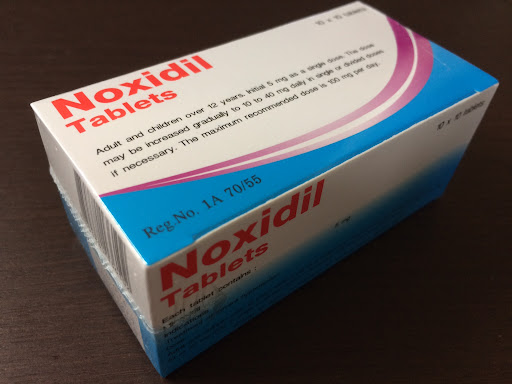 10 x 10 tablets
Noxidil
Tablets
Adult and children over 12 years. Initial 5 mg as a single dose. The dose
may be increased gradually to 10 to 40 mg daily in single or divided doses
if necessary. The maximum recommended dose is 100 mg per day.
Reg.No. 1A 70/55
10 x 10 tablets
Noxidil
Tablets
Each tablet contains :
mg